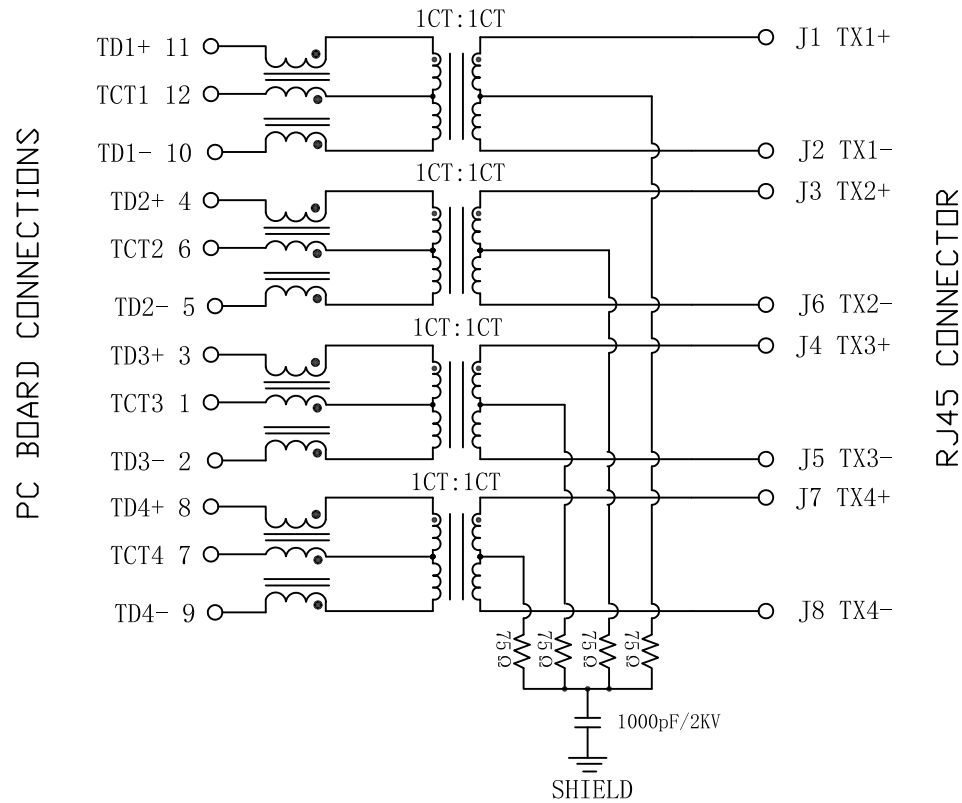 PC BOARD CONNECTIONS
RJ45 CONNECTOR
1CT:1CT
TD1+ 11
J1 TX1+
TCT1 12
TD1- 10
J2 TX1-
1CT:1CT
TD2+ 4
J3 TX2+
TCT2 6
TD2- 5
J6 TX2-
1CT:1CT
TD3+ 3
J4 TX3+
TCT3 1
TD3- 2
J5 TX3-
1CT:1CT
TD4+ 8
J7 TX4+
TCT4 7
TD4- 9
J8 TX4-
75Ω
75Ω
75Ω
75Ω
1000pF/2KV
SHIELD